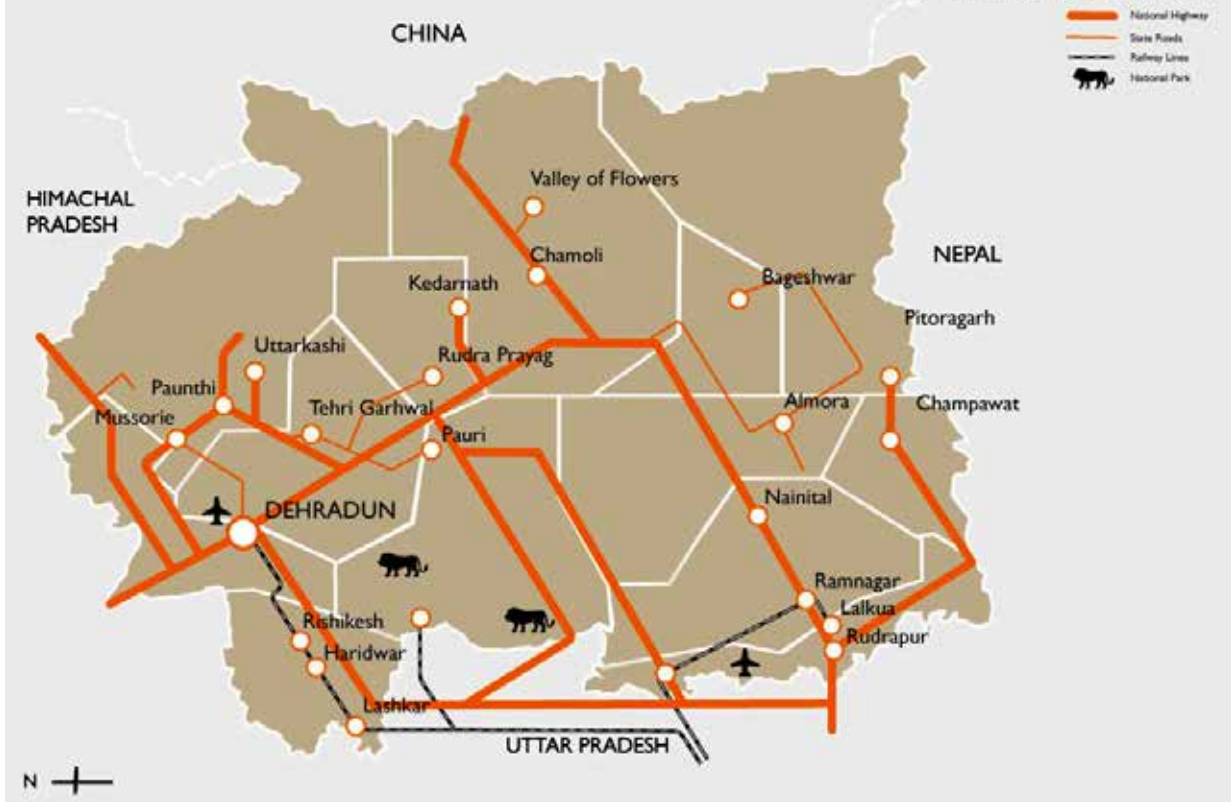 National Highway
State Roads
Railway Lines
National Park
CHINA
HIMACHAL
PRADESH
Valley of Flowers
NEPAL
Chamoli
Bageshwar
Kedarnath
Pitoragarh
Uttarkashi
Rudra Prayag
Paunthi
Tehri Garhwal
Almora
Champawat
Mussorie
Pauri
Nainital
DEHRADUN
Ramnagar
Lalkua
Rishikesh
Rudrapur
Haridwar
Lashkar
UTTAR PRADESH
N